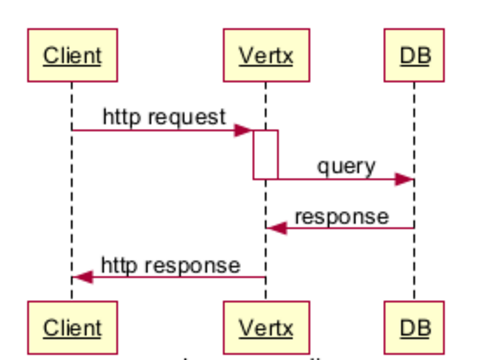 Client Vertx DB
http request
query
response
http response
Client Vertx DB